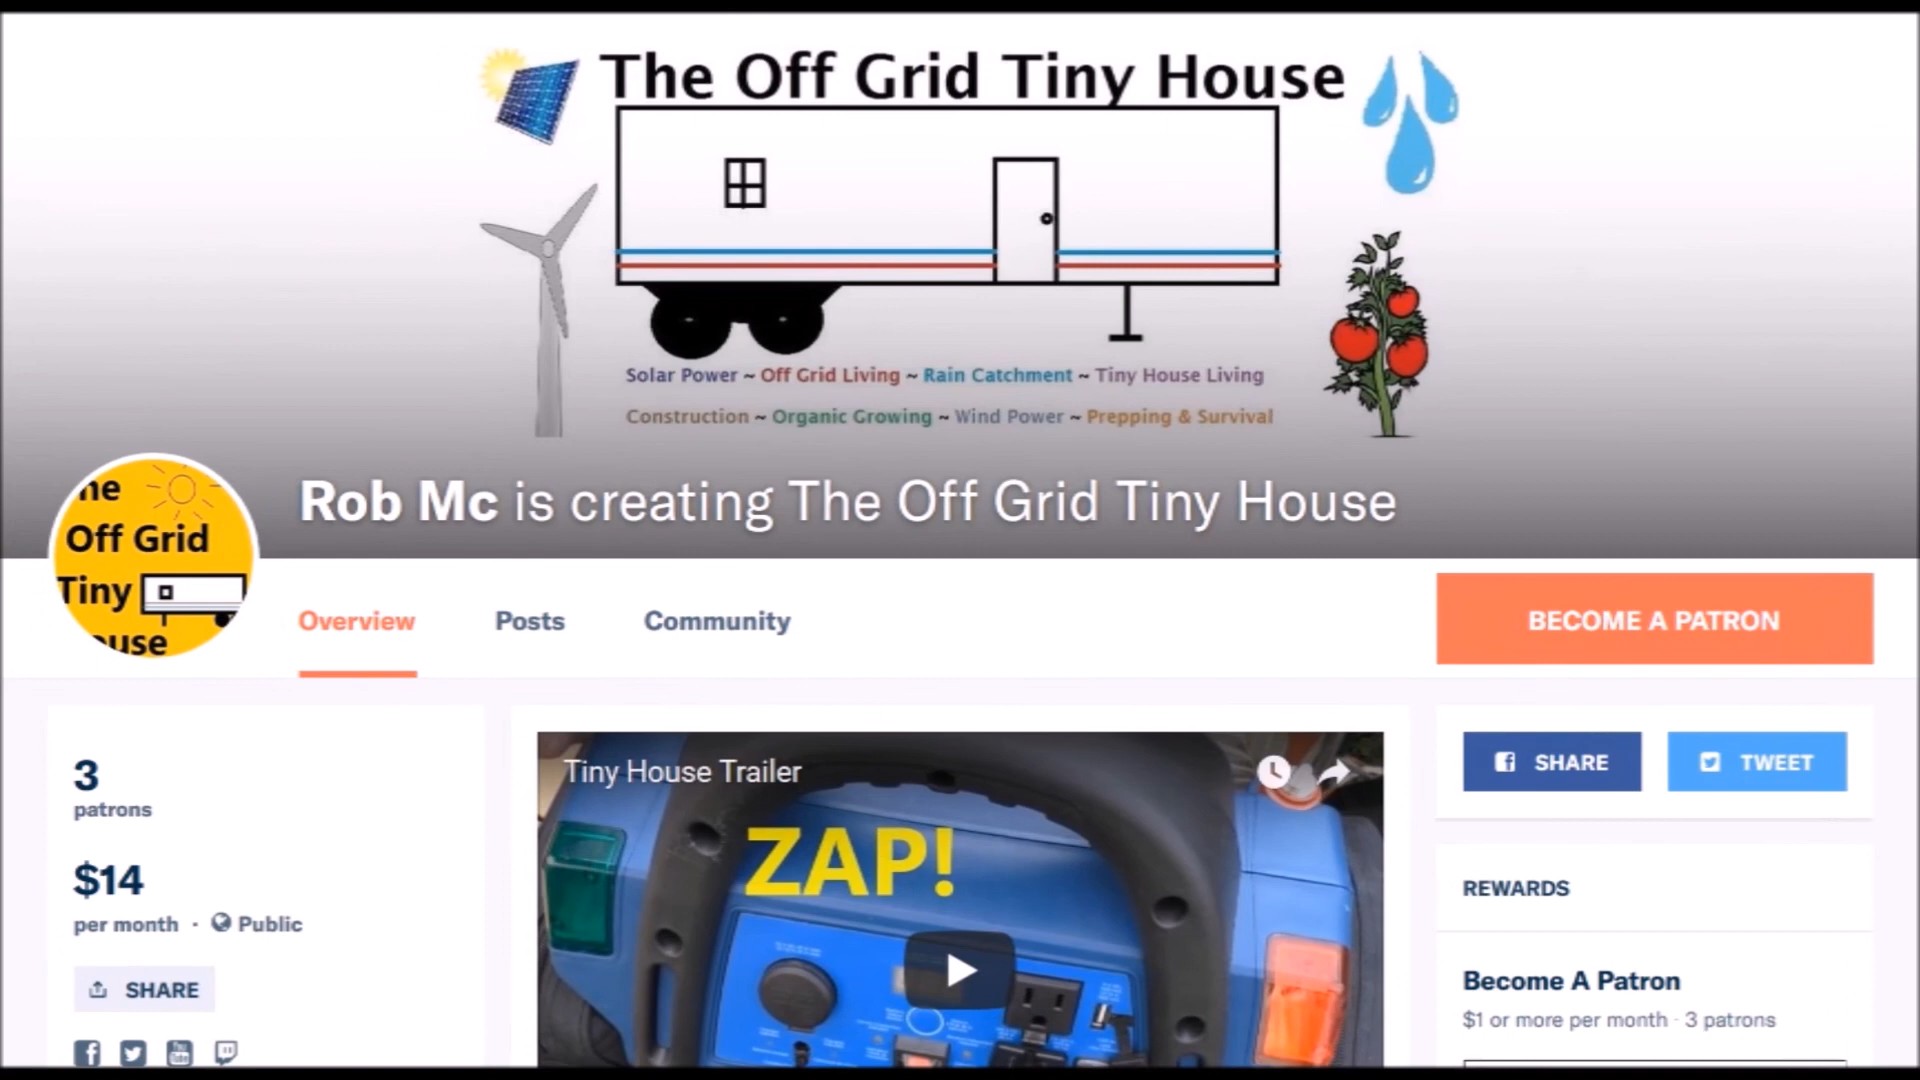 The Off Grid Tiny House
Solar Power ~ Off Grid Living ~ Rain Catchment ~ Tiny House Living
Construction ~ Organic Growing ~ Wind Power ~ Prepping & Survival
he
Off Grid
Tiny
use
Rob Mc is creating The Off Grid Tiny House
Overview
Posts
Community
BECOME A PATRON
3
patrons
$14
per month · Public
SHARE
Tiny House Trailer
ZAP!
SHARE
TWEET
REWARDS
Become A Patron
$1 or more per month · 3 patrons